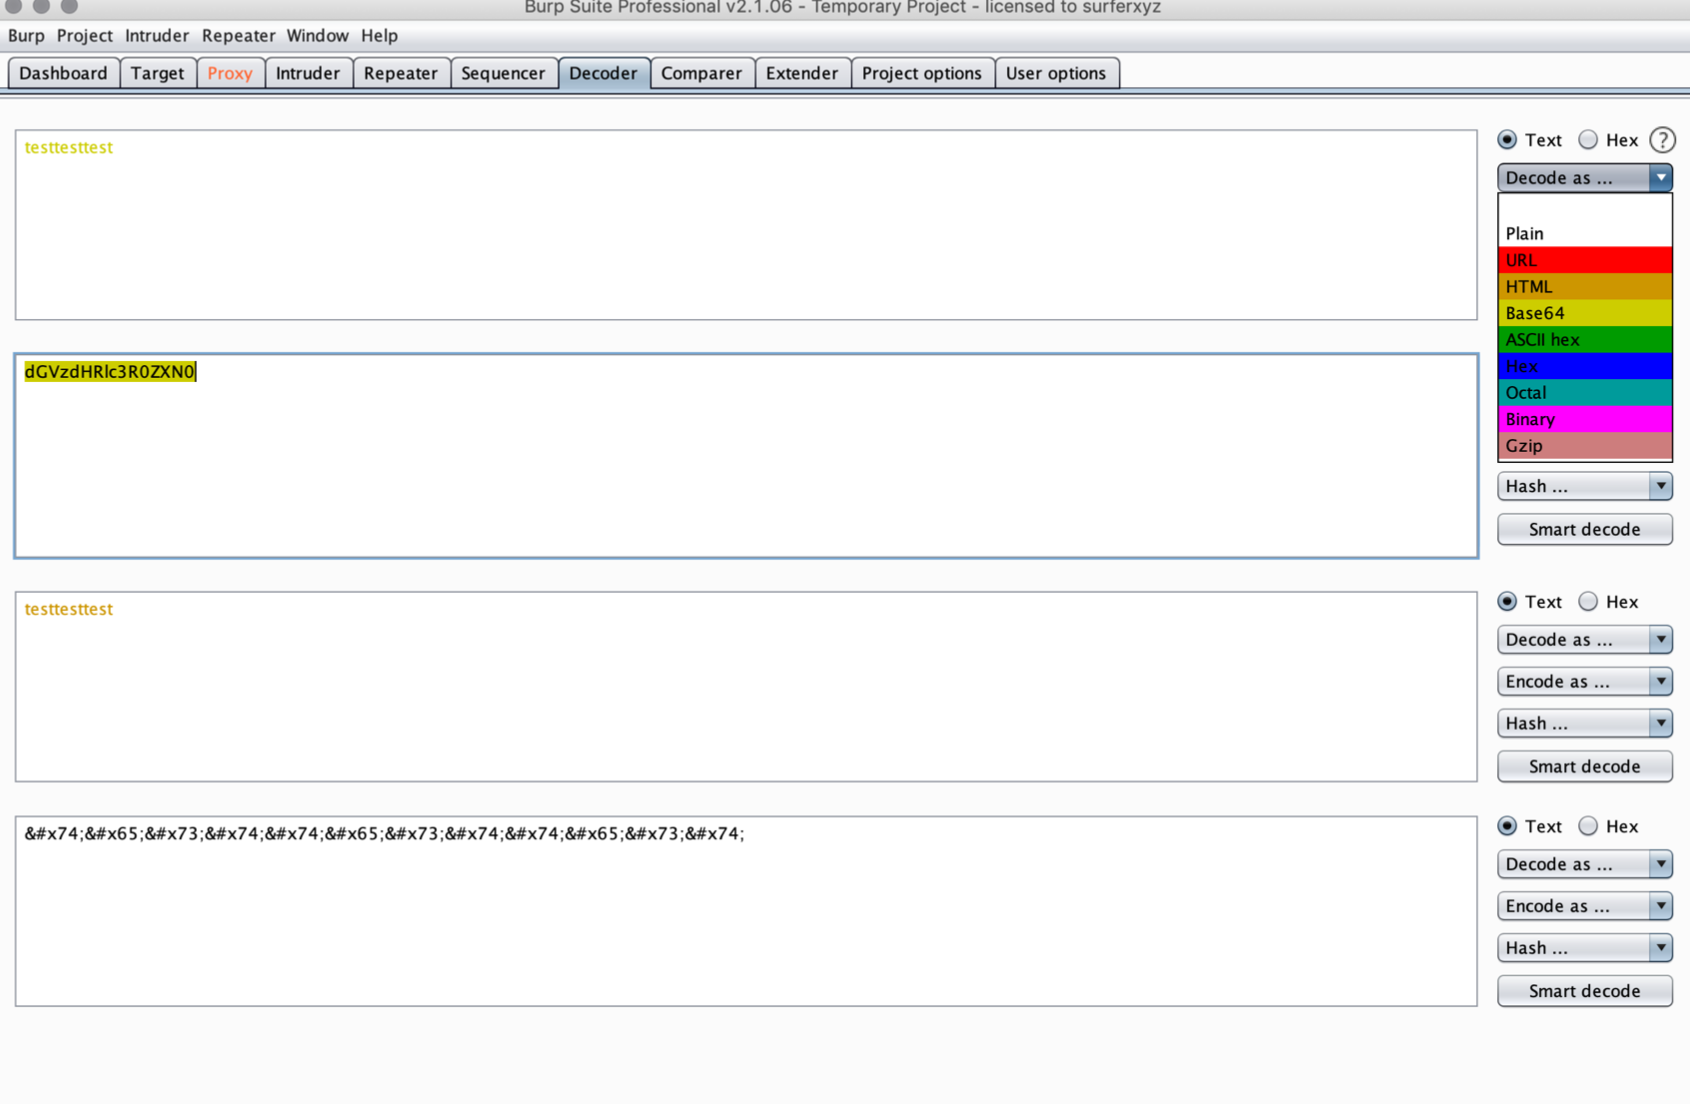 Burp Suite Professional v2.1.06 - Temporary Project - licensed to surferxyz
Burp Project Intruder Repeater Window Help
Dashboard Target Proxy Intruder Repeater Sequencer Decoder Comparer Extender Project options User options
testtesttest
Text Hex ?
Decode as ...
Plain
URL
HTML
Base64
ASCII hex
Hex
Octal
Binary
Gzip
dGVzdHRlc3R0ZXN0
Hash ...
Smart decode
testtesttest
Text Hex
Decode as ...
Encode as ...
Hash ...
Smart decode
&#x74;&#x65;&#x73;&#x74;&#x74;&#x65;&#x73;&#x74;&#x74;&#x65;&#x73;&#x74;
Text Hex
Decode as ...
Encode as ...
Hash ...
Smart decode